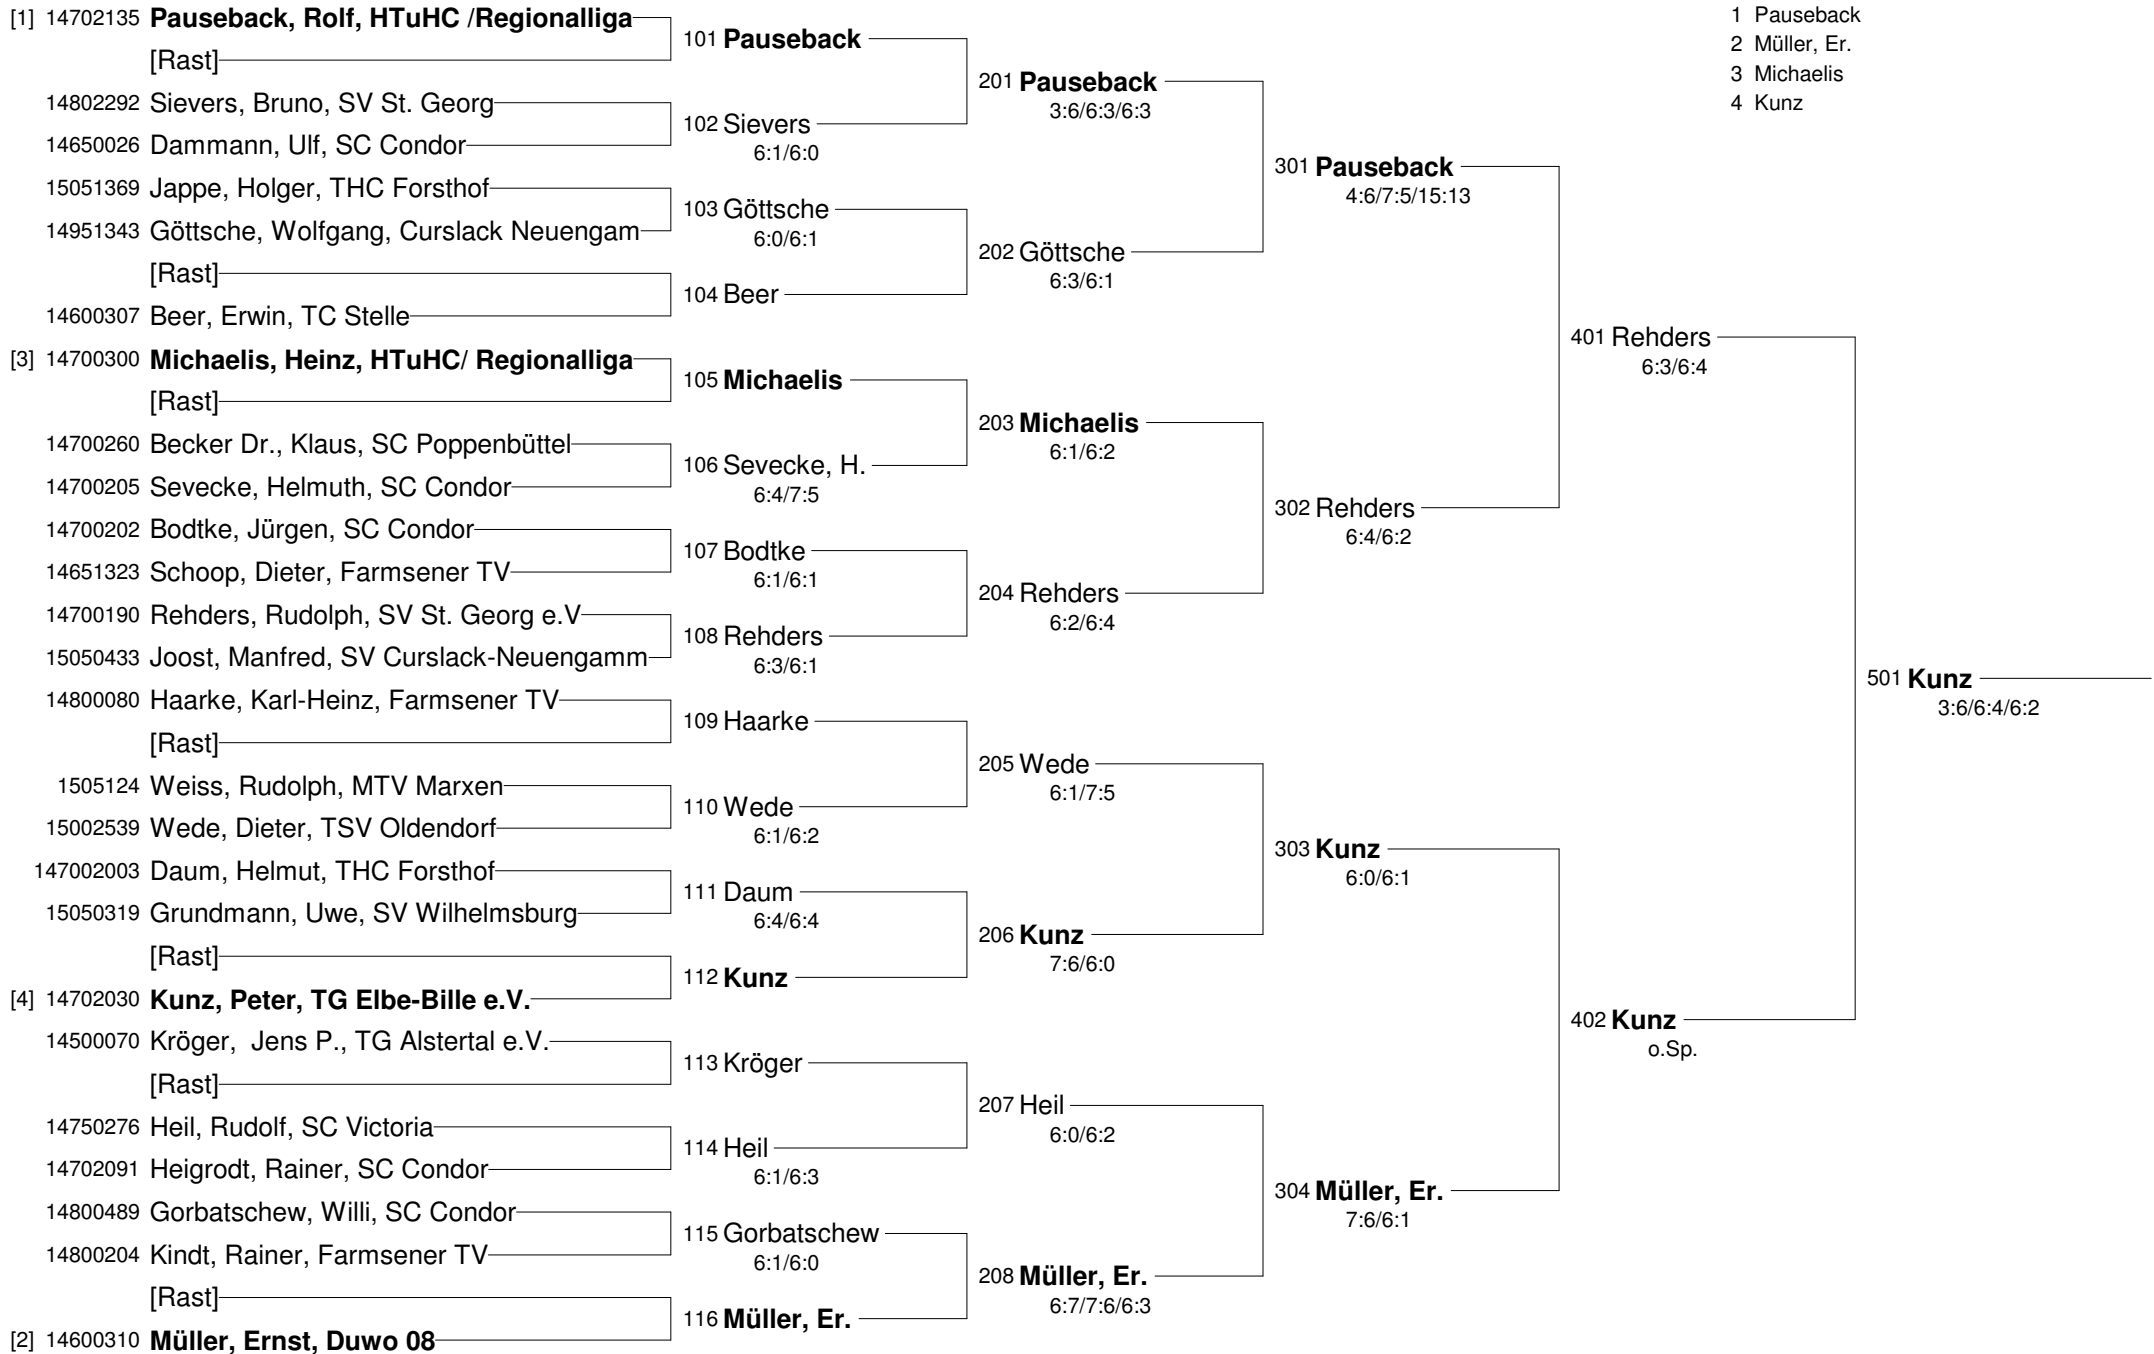 [1] 14702135 Pauseback, Rolf, HTuHC /Regionalliga
[Rast]
14802292 Sievers, Bruno, SV St. Georg
14650026 Dammann, Ulf, SC Condor
15051369 Jappe, Holger, THC Forsthof
14951343 Göttsche, Wolfgang, Curslack Neuengam
[Rast]
14600307 Beer, Erwin, TC Stelle
[3] 14700300 Michaelis, Heinz, HTuHC/ Regionalliga
[Rast]
14700260 Becker Dr., Klaus, SC Poppenbüttel
14700205 Sevecke, Helmuth, SC Condor
14700202 Bodtke, Jürgen, SC Condor
14651323 Schoop, Dieter, Farmsener TV
14700190 Rehders, Rudolph, SV St. Georg e.V
15050433 Joost, Manfred, SV Curslack-Neuengamm
14800080 Haarke, Karl-Heinz, Farmsener TV
[Rast]
1505124 Weiss, Rudolph, MTV Marxen
15002539 Wede, Dieter, TSV Oldendorf
147002003 Daum, Helmut, THC Forsthof
15050319 Grundmann, Uwe, SV Wilhelmsburg
[Rast]
[4] 14702030 Kunz, Peter, TG Elbe-Bille e.V.
14500070 Kröger, Jens P., TG Alstertal e.V.
[Rast]
14750276 Heil, Rudolf, SC Victoria
14702091 Heigrodt, Rainer, SC Condor
14800489 Gorbatschew, Willi, SC Condor
14800204 Kindt, Rainer, Farmsener TV
[Rast]
[2] 14600310 Müller, Ernst, Duwo 08
101 Pauseback
102 Sievers
6:1/6:0
103 Göttsche
6:0/6:1
104 Beer
105 Michaelis
106 Sevecke, H.
6:4/7:5
107 Bodtke
6:1/6:1
108 Rehders
6:3/6:1
109 Haarke
110 Wede
6:1/6:2
111 Daum
6:4/6:4
112 Kunz
113 Kröger
114 Heil
6:1/6:3
115 Gorbatschew
6:1/6:0
116 Müller, Er.
201 Pauseback
3:6/6:3/6:3
202 Göttsche
6:3/6:1
203 Michaelis
6:1/6:2
204 Rehders
6:2/6:4
205 Wede
6:1/7:5
206 Kunz
7:6/6:0
207 Heil
6:0/6:2
208 Müller, Er.
6:7/7:6/6:3
301 Pauseback
4:6/7:5/15:13
302 Rehders
6:4/6:2
303 Kunz
6:0/6:1
304 Müller, Er.
7:6/6:1
401 Rehders
6:3/6:4
402 Kunz
o.Sp.
501 Kunz
3:6/6:4/6:2
1 Pauseback
2 Müller, Er.
3 Michaelis
4 Kunz